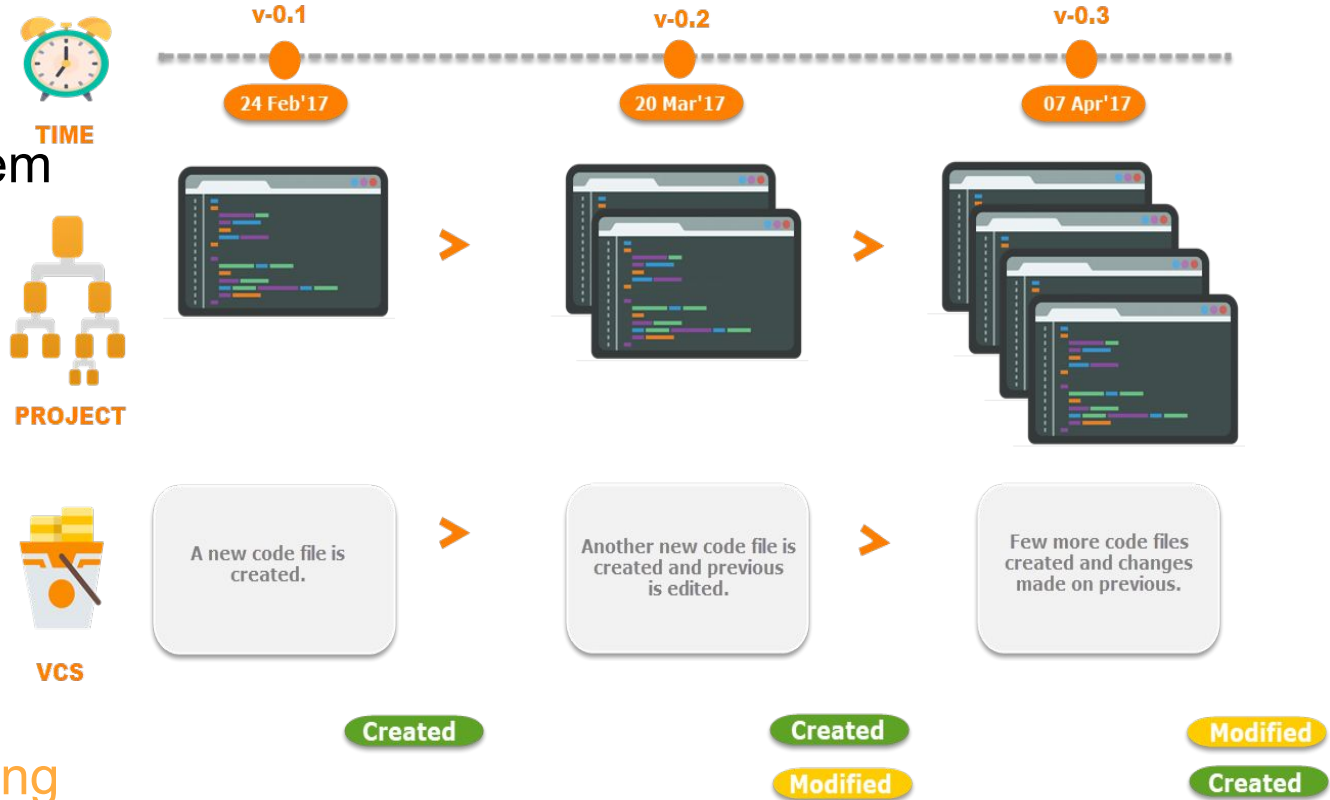 v-0.1
v-0.2
v-0.3
24 Feb'17
20 Mar'17
07 Apr'17
TIME
em
PROJECT
A new code file is
created.
Another new code file is
created and previous
is edited.
Few more code files
created and changes
made on previous.
VCS
Created
Created
Modified
Modified
Created
ng